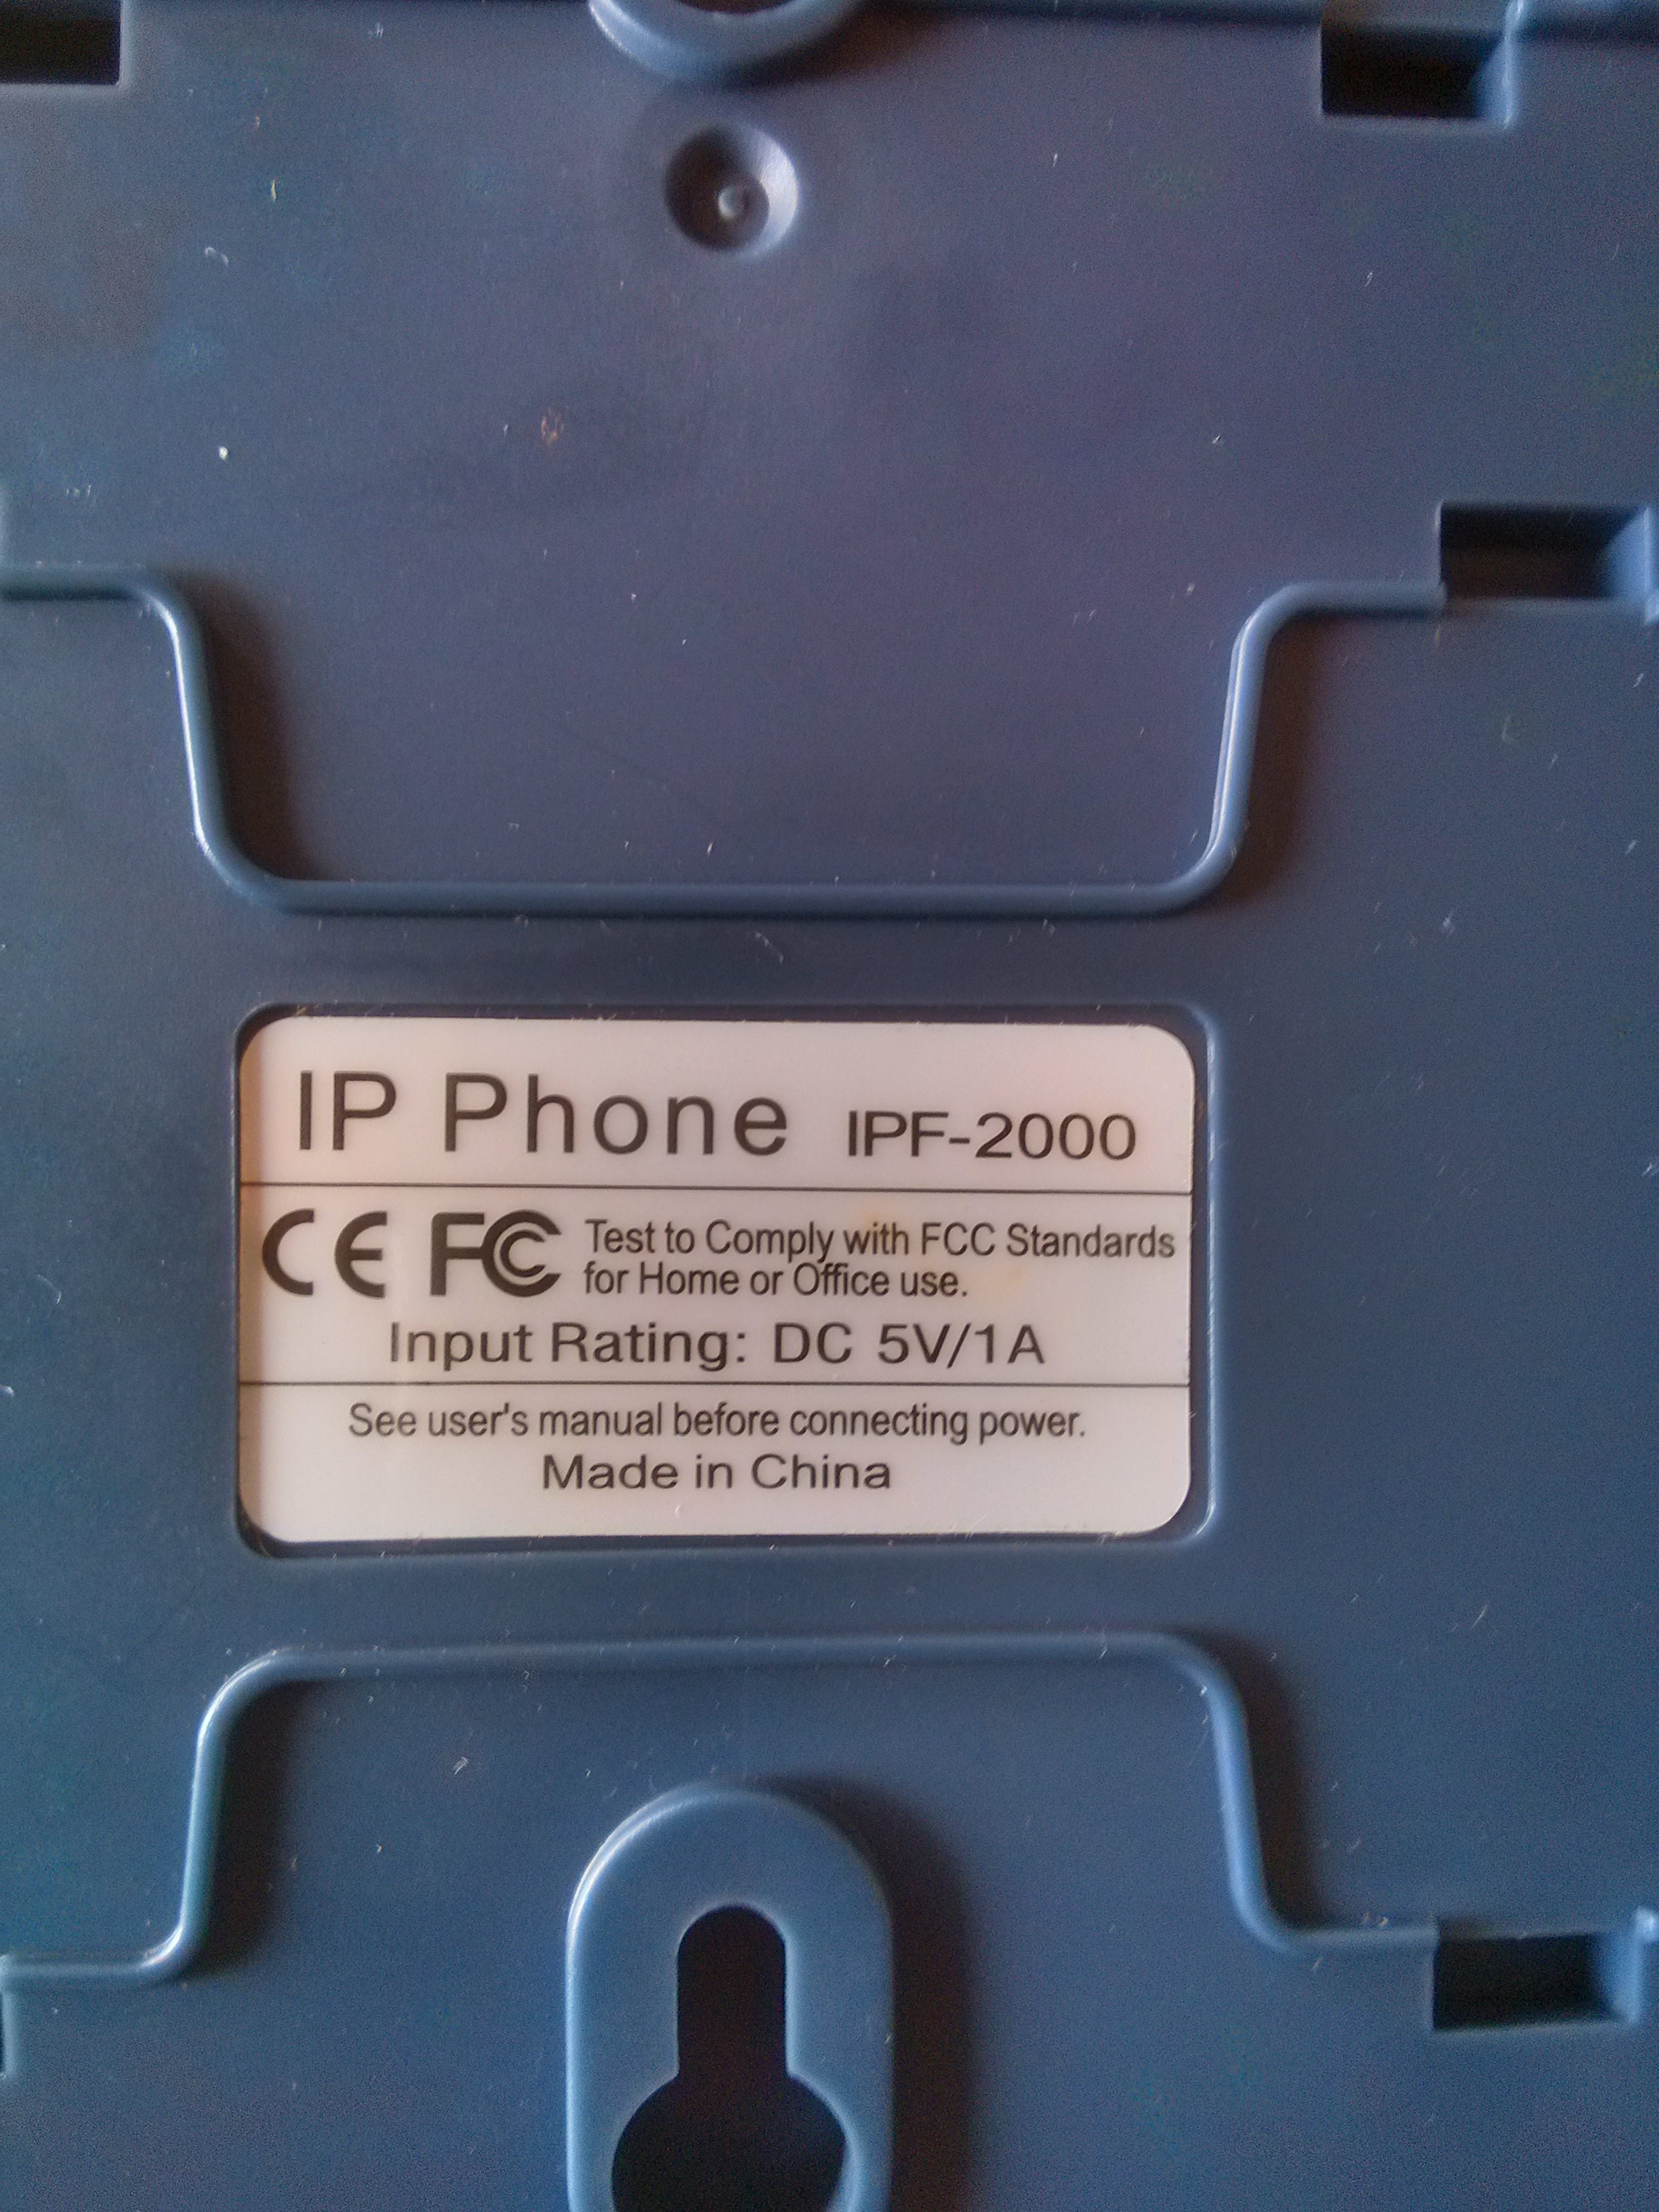 IP Phone IPF-2000
CE FC Test to Comply with FCC Standards
for Home or Office use.
Input Rating: DC 5V/1A
See user's manual before connecting power.
Made in China